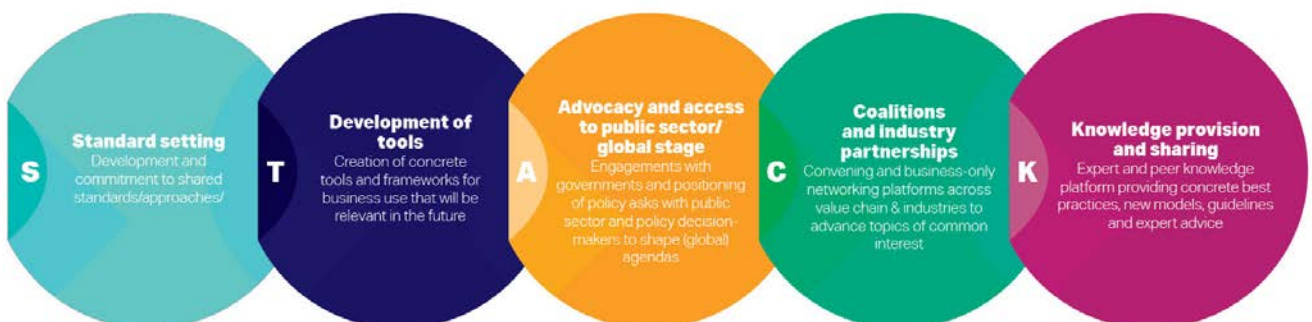 S
Standard setting
Development and
commitment to shared
standards/approaches/
T
Development of
tools
Creation of concrete
tools and frameworks for
business use that will be
relevant in the future
A
Advocacy and access
to public sector/
global stage
Engagements with
governments and positioning
of policy asks with public
sector and policy decision-
makers to shape (global)
agendas
C
Coalitions
and industry
partnerships
Convening and business-only
networking platforms across
value chain & industries to
advance topics of common
interest
K
Knowledge provision
and sharing
Expert and peer knowledge
platform providing concrete best
practices, new models, guidelines
and expert advice